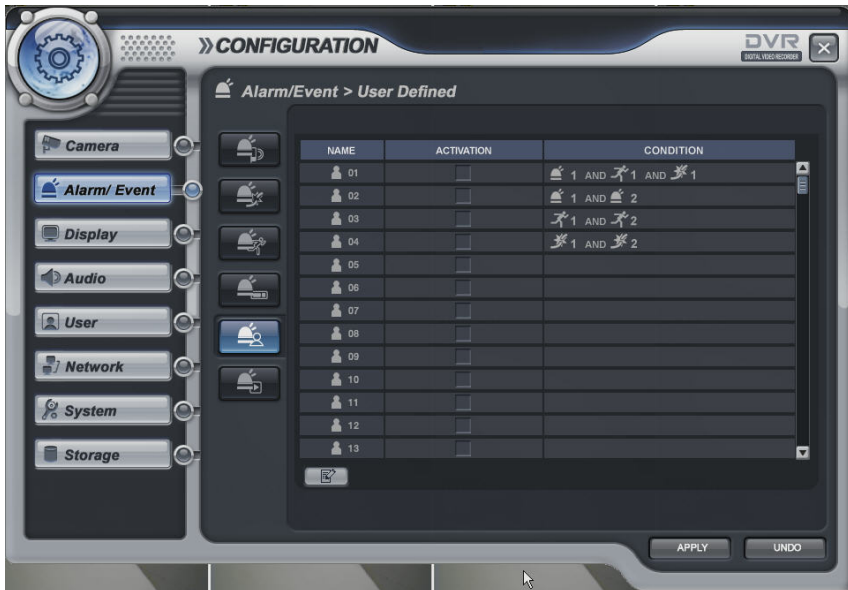 CONFIGURATION
DVR
DIGITAL VIDEO RECORDER
Alarm/Event > User Defined
Camera
Alarm/ Event
Display
Audio
User
Network
System
Storage
NAME ACTIVATION CONDITION
01 1 AND 1 AND 1
02 1 AND 2
03 1 AND 2
04 1 AND 2
05
06
07
08
09
10
11
12
13
APPLY UNDO